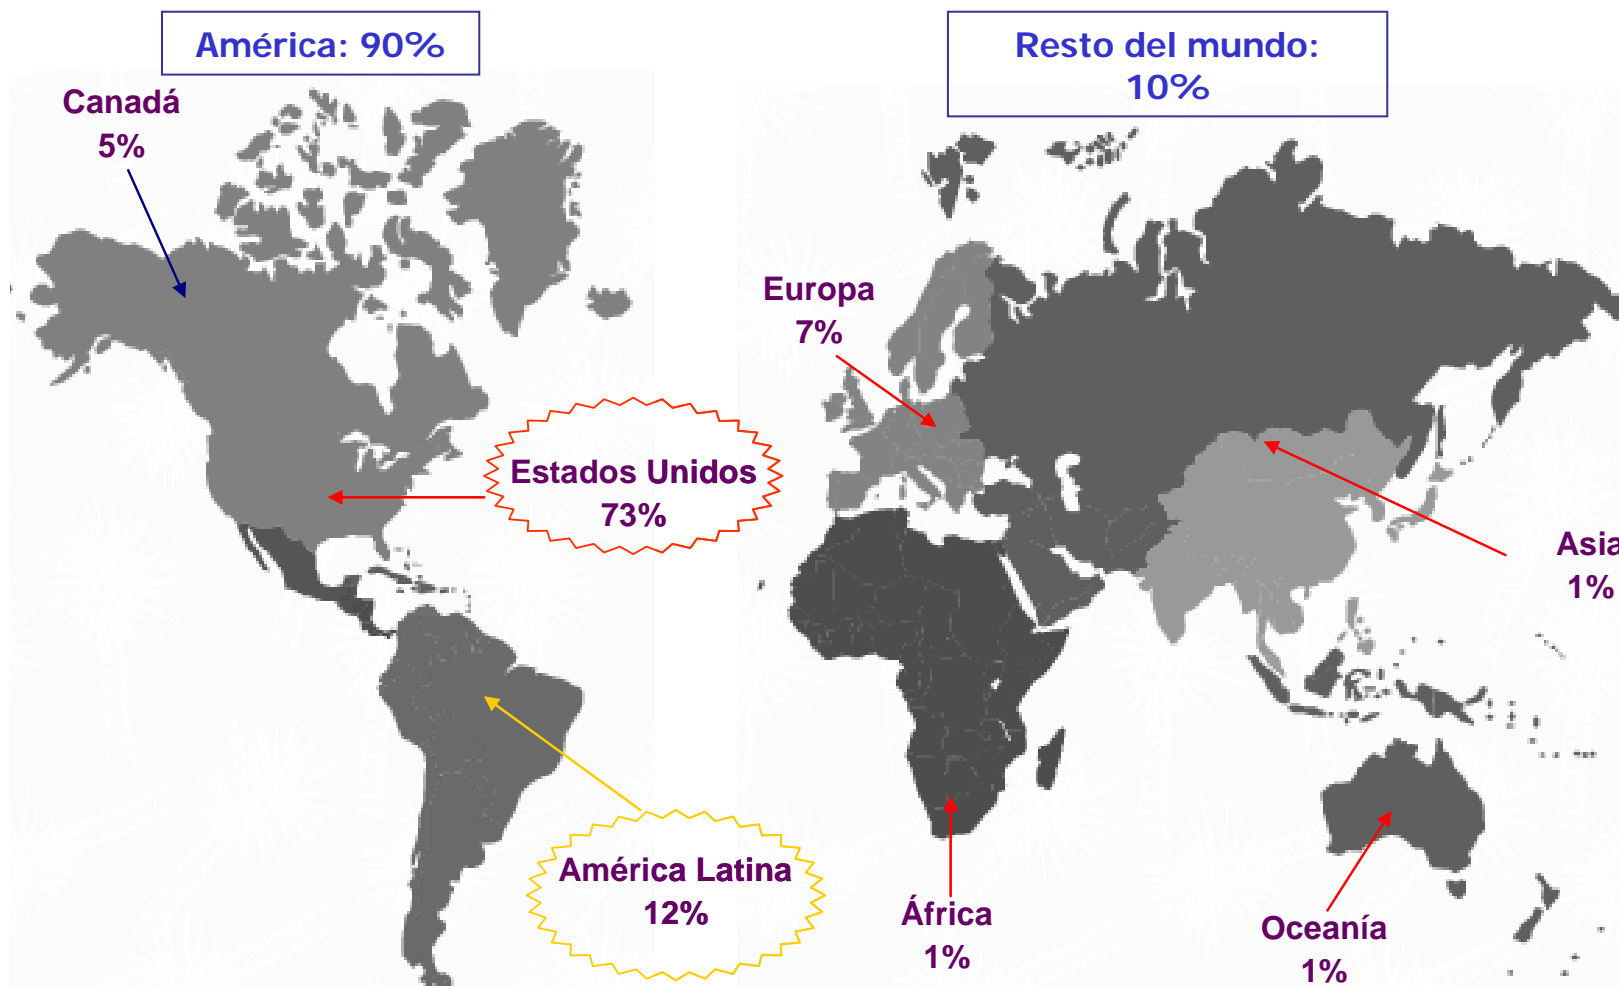 América: 90%
Resto del mundo:
10%
Canadá
5%
Europa
7%
Estados Unidos
73%
Asia
1%
América Latina
12%
África
1%
Oceanía
1%